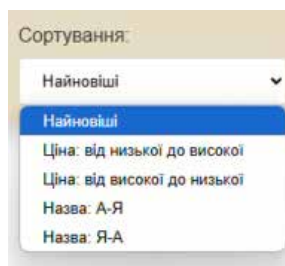 Сортування:
Найновіші
Найновіші
Ціна: від низької до високої
Ціна: від високої до низької
Назва: А-Я
Назва: Я-А